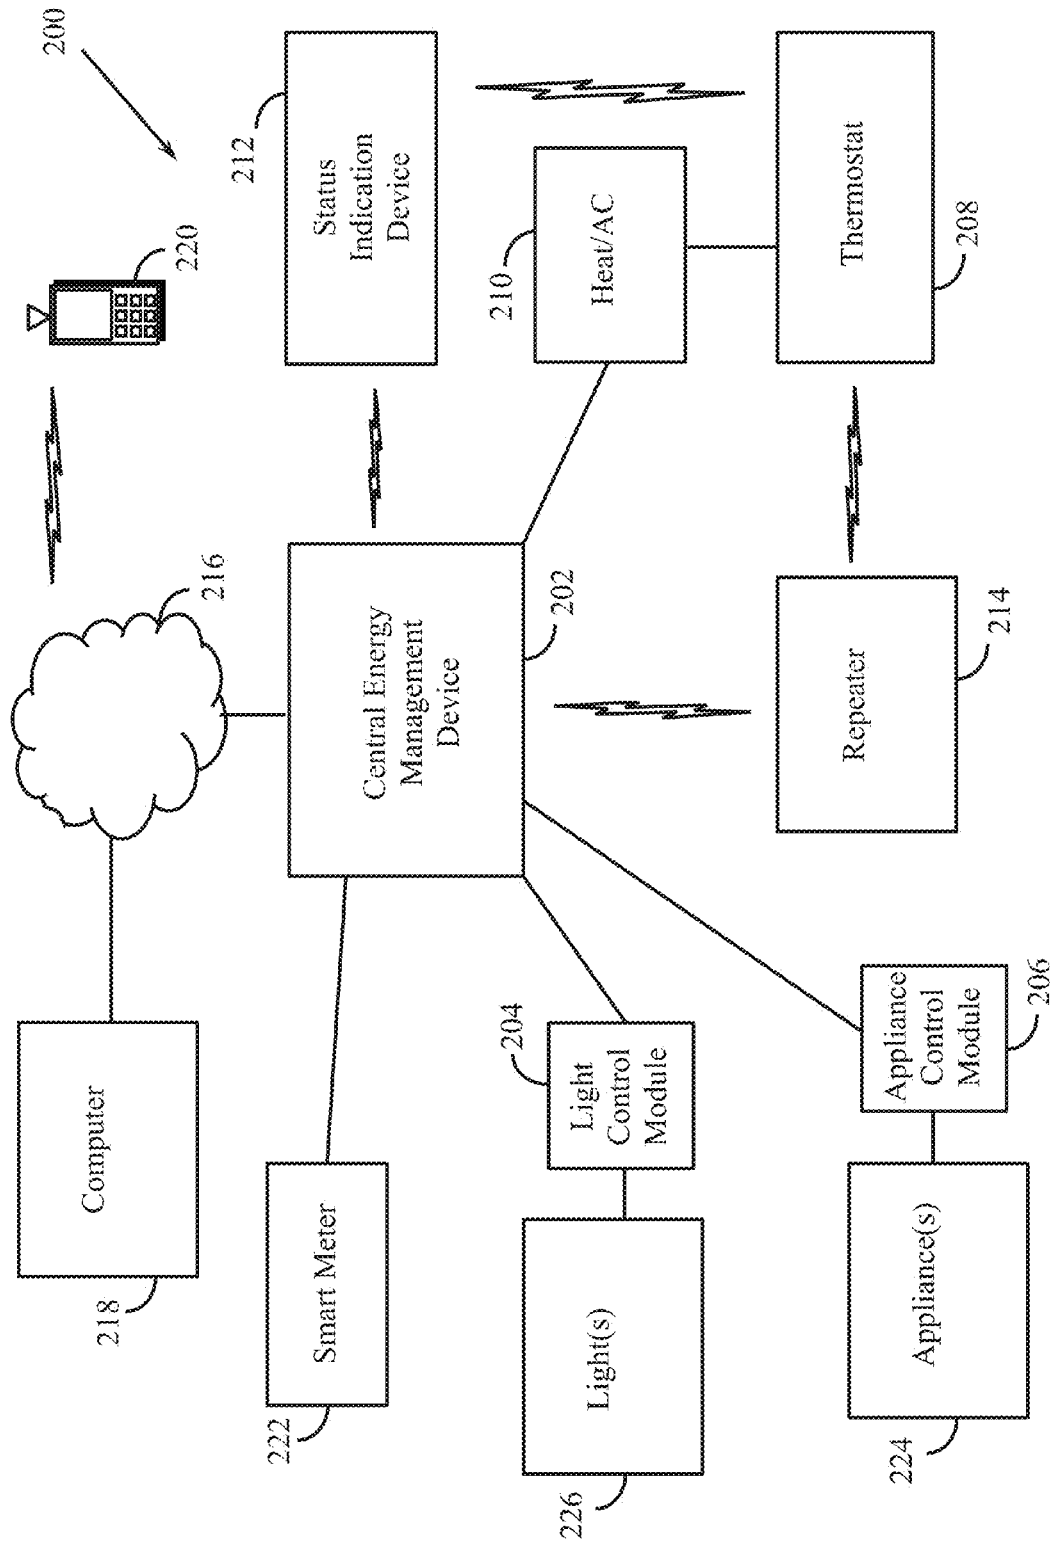 218
Computer
216
220
200
222
Smart Meter
Central Energy
Management
Device
202
212
Status
Indication
Device
226
Light(s)
204
Light
Control
Module
210
Heat/AC
224
Appliance(s)
Appliance
Control
Module
206
Repeater
214
Thermostat
208